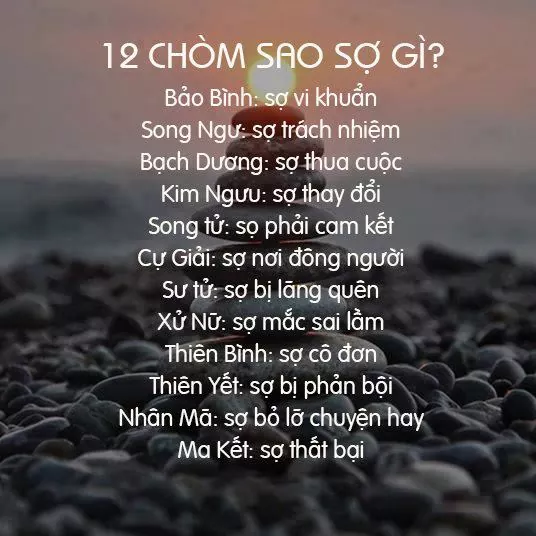 12 CHÒM SAO SỢ GÌ?
Bảo Bình: sợ vi khuẩn
Song Ngư: sợ trách nhiệm
Bạch Dương: sợ thua cuộc
Kim Ngưu: sợ thay đổi
Song tử: sọ phải cam kết
Cự Giải: sợ nơi đông người
Sư tử: sợ bị lãng quên
Xử Nữ: sợ mắc sai lầm
Thiên Bình: sợ cô đơn
Thiên Yết: sợ bị phản bội
Nhân Mã: sợ bỏ lỡ chuyện hay
Ma Kết: sợ thất bại